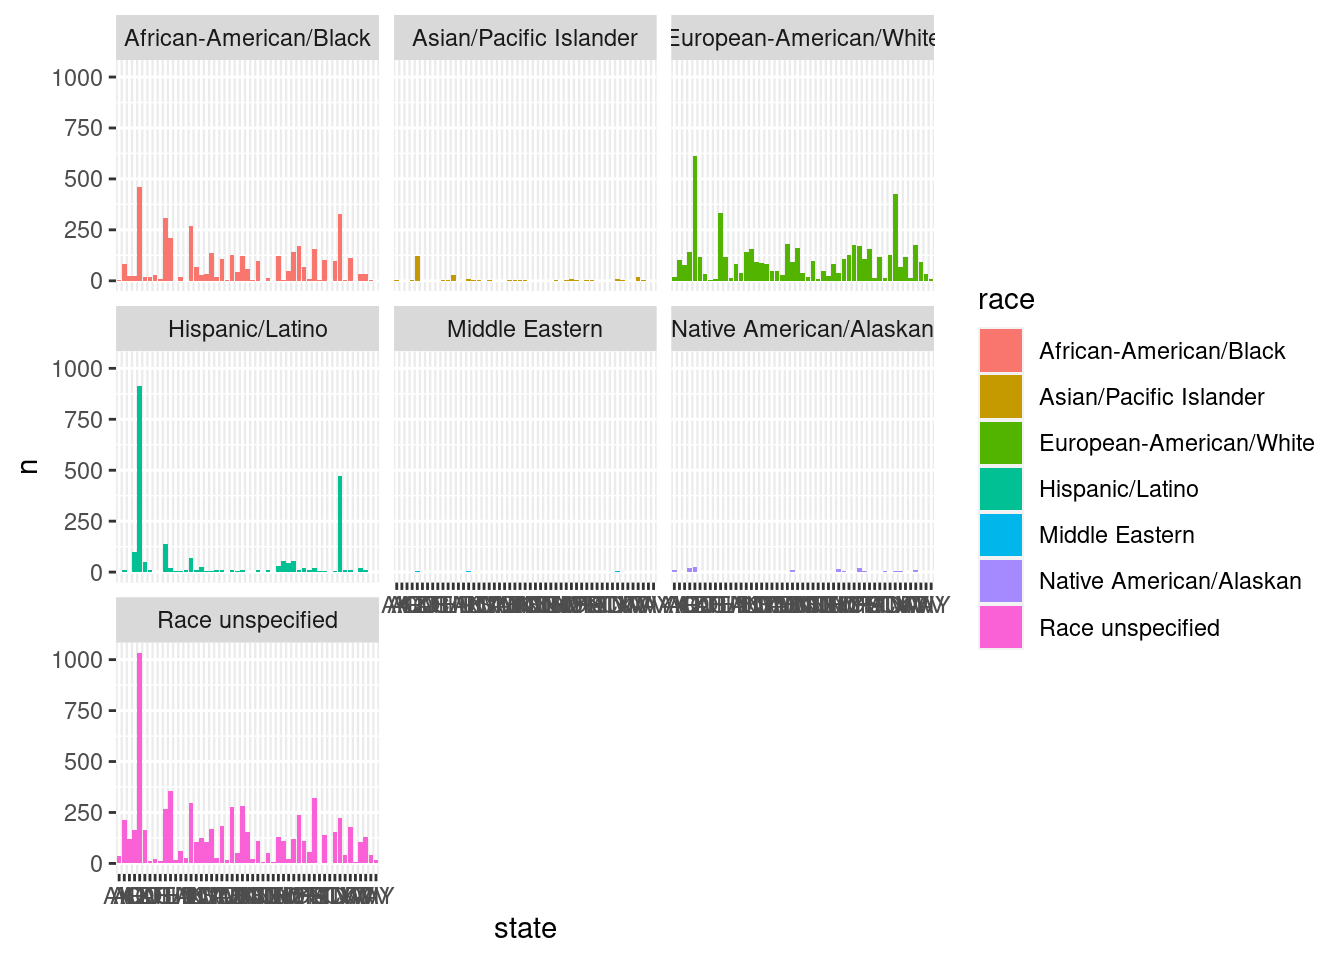 African-American/Black
Asian/Pacific Islander
European-American/White
1000
750
500
250
0
Hispanic/Latino
Middle Eastern
Native American/Alaskan
1000
750
500
250
0
Race unspecified
1000
750
500
250
0
n
state
race
African-American/Black
Asian/Pacific Islander
European-American/White
Hispanic/Latino
Middle Eastern
Native American/Alaskan
Race unspecified